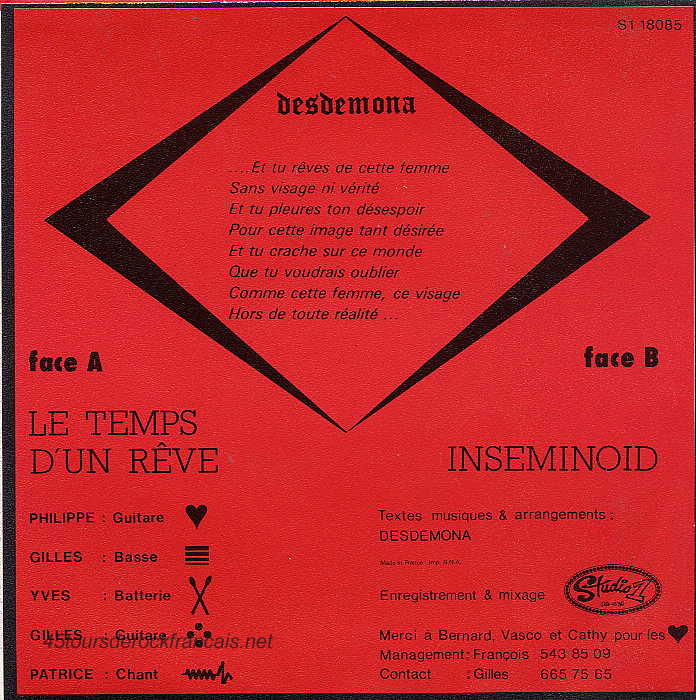 S1 18085
desdemona
....Et tu rêves de cette femme
Sans visage ni vérité
Et tu pleures ton désespoir
Pour cette image tant désirée
Et tu crache sur ce monde
Que tu voudrais oublier
Comme cette femme, ce visage
Hors de toute réalité ...
face A
face B
LE TEMPS
D'UN RÊVE
INSEMINOID
PHILIPPE : Guitare
GILLES : Basse
YVES : Batterie
GILLES : Guitare
PATRICE : Chant
Textes musiques & arrangements :
DESDEMONA
Made in France - Imp.
Enregistrement & mixage
Studio 1
Merci à Bernard, Vasco et Cathy pour les
Management : François 543 85 09
Contact : Gilles 665 75 65
45toursderockfrancais.net